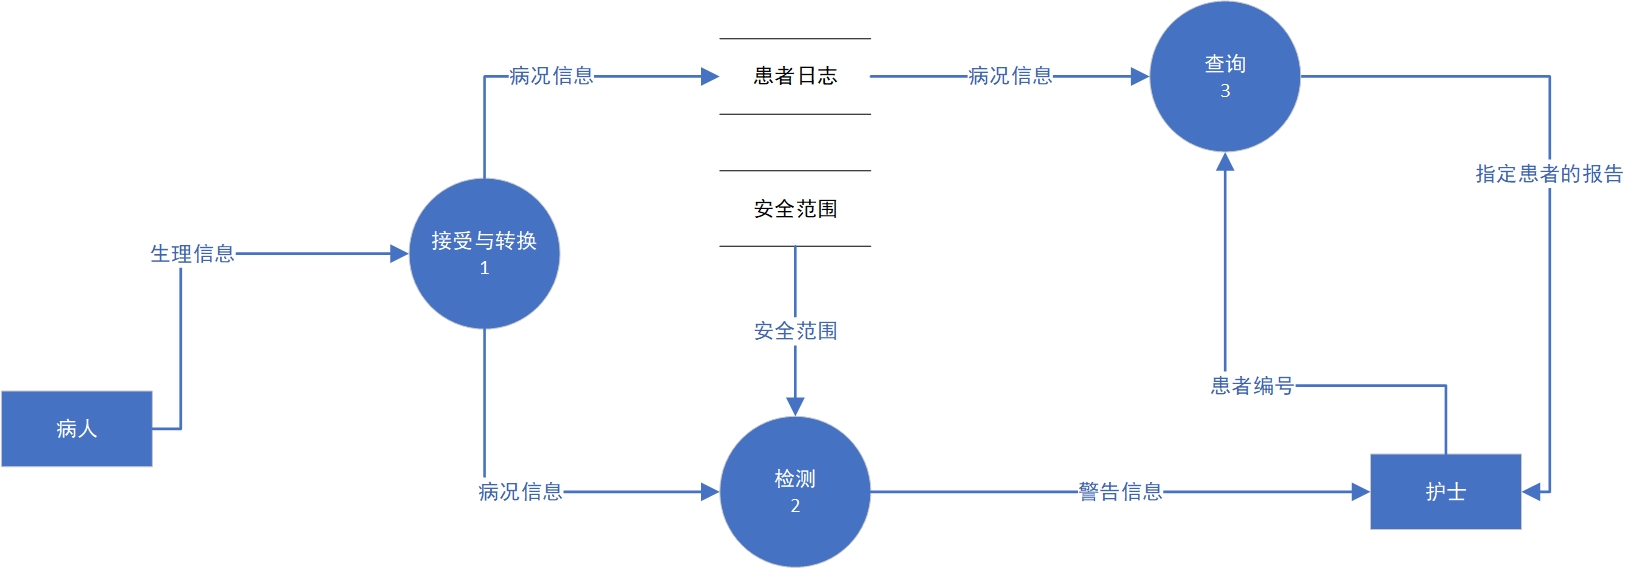 病况信息
患者日志
病况信息
查询
3
指定患者的报告
安全范围
接受与转换
1
生理信息
安全范围
患者编号
病人
病况信息
检测
2
警告信息
护士